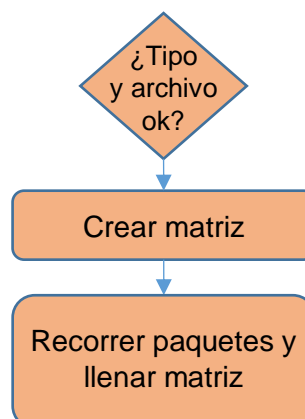 ¿Tipo
y archivo
ok?
Crear matriz
Recorrer paquetes y
llenar matriz